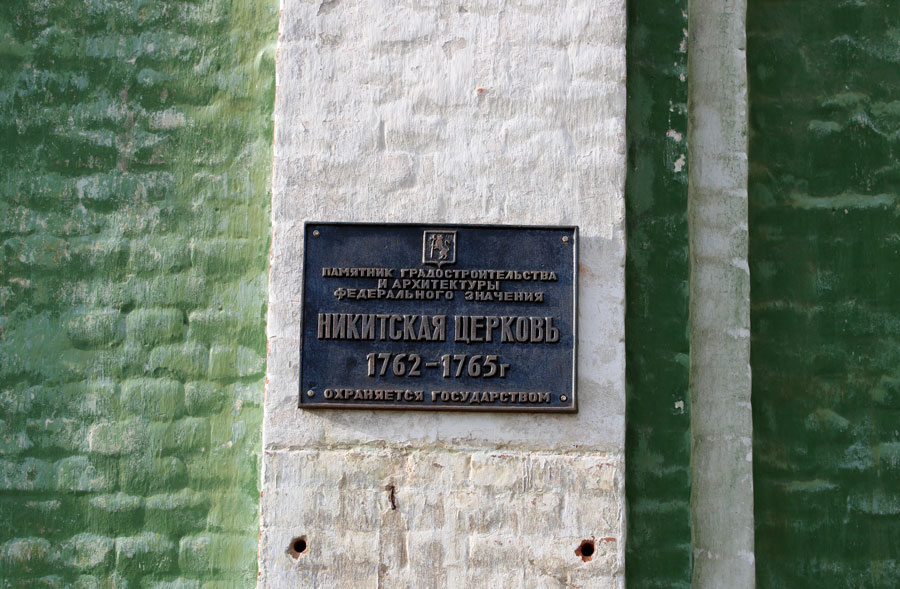 ПАМЯТНИК ГРАДОСТРОИТЕЛЬСТВА
И АРХИТЕКТУРЫ
ФЕДЕРАЛЬНОГО ЗНАЧЕНИЯ
НИКИТСКАЯ ЦЕРКОВЬ
1762-1765г
ОХРАНЯЕТСЯ ГОСУДАРСТВОМ